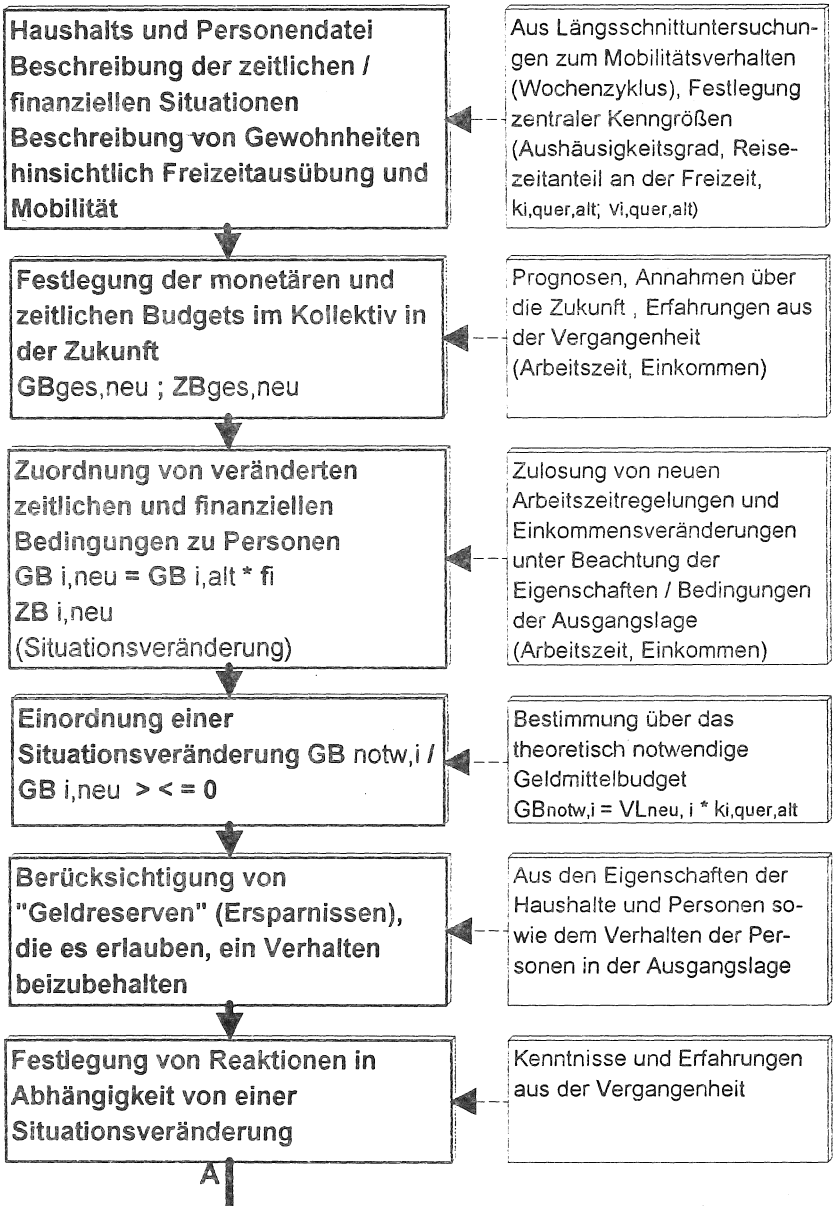 Haushalts und Personendatei
Beschreibung der zeitlichen /
finanziellen Situationen
Beschreibung von Gewohnheiten
hinsichtlich Freizeitausübung und
Mobilität
Aus Längsschnittuntersuchun-
gen zum Mobilitätsverhalten
(Wochenzyklus), Festlegung
zentraler Kenngrößen
(Aushäusigkeitsgrad, Reise-
zeitanteil an der Freizeit,
ki,quer,alt; vi,quer,alt)
Festlegung der monetären und
zeitlichen Budgets im Kollektiv in
der Zukunft
GBges,neu ; ZBges,neu
Prognosen, Annahmen über
die Zukunft , Erfahrungen aus
der Vergangenheit
(Arbeitszeit, Einkommen)
Zuordnung von veränderten
zeitlichen und finanziellen
Bedingungen zu Personen
GB i,neu = GB i,alt * fi
ZB i,neu
(Situationsveränderung)
Zulosung von neuen
Arbeitszeitregelungen und
Einkommensveränderungen
unter Beachtung der
Eigenschaften / Bedingungen
der Ausgangslage
(Arbeitszeit, Einkommen)
Einordnung einer
Situationsveränderung GB notw,i /
GB i,neu > < = 0
Bestimmung über das
theoretisch notwendige
Geldmittelbudget
GBnotw,i = VLneu, i * ki,quer,alt
Berücksichtigung von
"Geldreserven" (Ersparnissen),
die es erlauben, ein Verhalten
beizubehalten
Aus den Eigenschaften der
Haushalte und Personen so-
wie dem Verhalten der Per-
sonen in der Ausgangslage
Festlegung von Reaktionen in
Abhängigkeit von einer
Situationsveränderung
Kenntnisse und Erfahrungen
aus der Vergangenheit
A